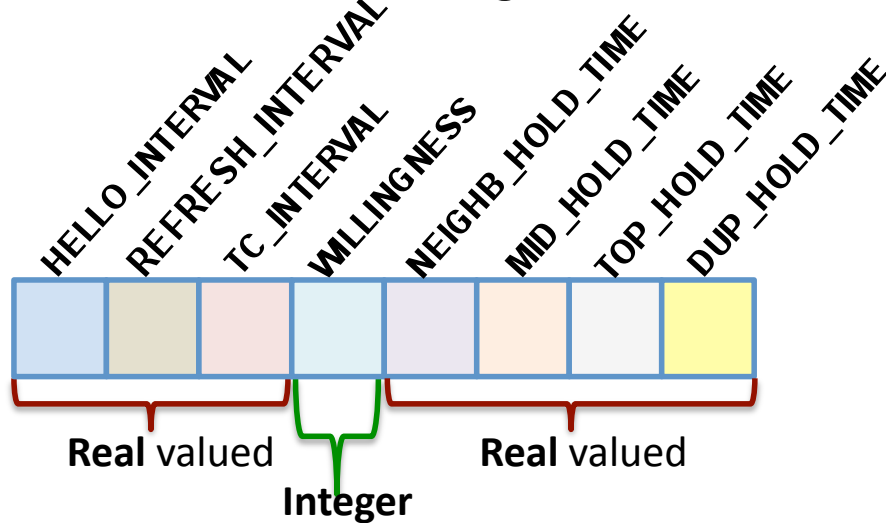 HELLO_INTERVAL
REFRESH_INTERVAL
TC_INTERVAL
WILLINGNESS
NEIGHB_HOLD_TIME
MID_HOLD_TIME
TOP_HOLD_TIME
DUP_HOLD_TIME
Real valued
Real valued
Integer